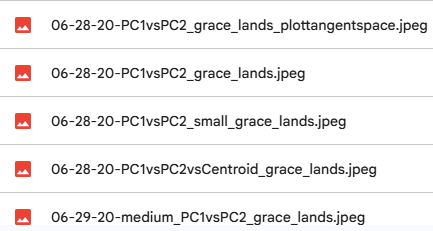 06-28-20-PC1vsPC2_grace_lands_plottangentspace.jpeg
06-28-20-PC1vsPC2_grace_lands.jpeg
06-28-20-PC1vsPC2_small_grace_lands.jpeg
06-28-20-PC1vsPC2vsCentroid_grace_lands.jpeg
06-29-20-medium_PC1vsPC2_grace_lands.jpeg